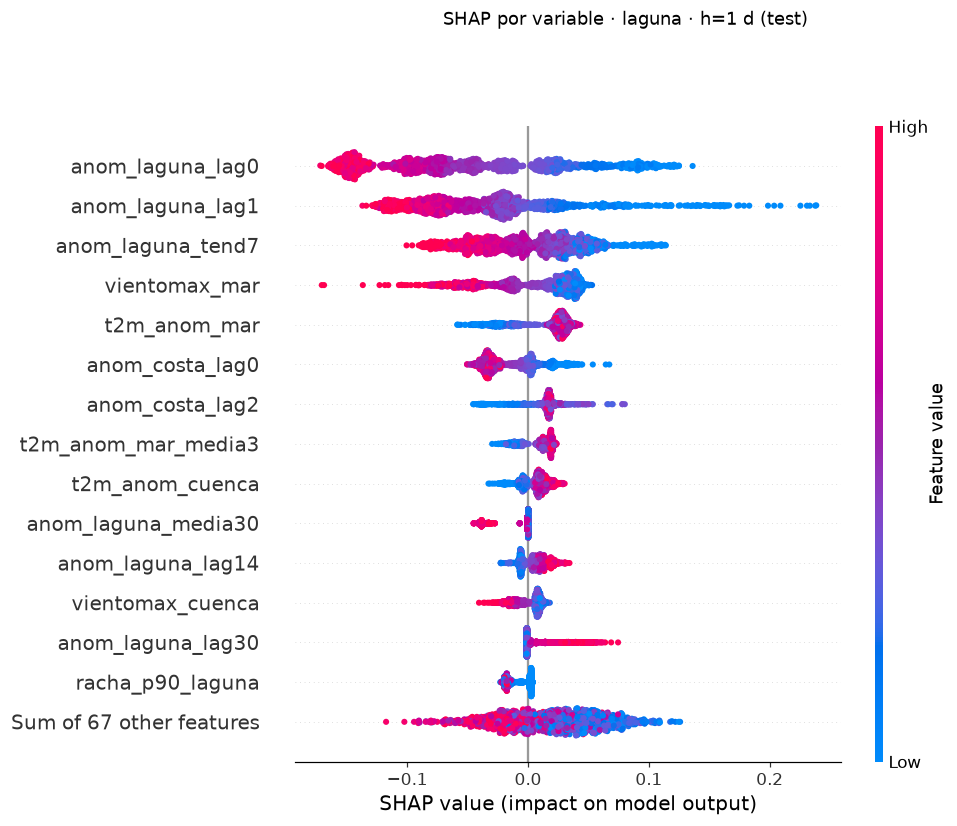 SHAP por variable · laguna · h=1 d (test)
High
anom_laguna_lag0
anom_laguna_lag1
anom_laguna_tend7
vientomax_mar
t2m_anom_mar
anom_costa_lag0
anom_costa_lag2
t2m_anom_mar_media3
t2m_anom_cuenca
anom_laguna_media30
anom_laguna_lag14
vientomax_cuenca
anom_laguna_lag30
racha_p90_laguna
Sum of 67 other features
Feature value
Low
−0.1 0.0 0.1 0.2
SHAP value (impact on model output)